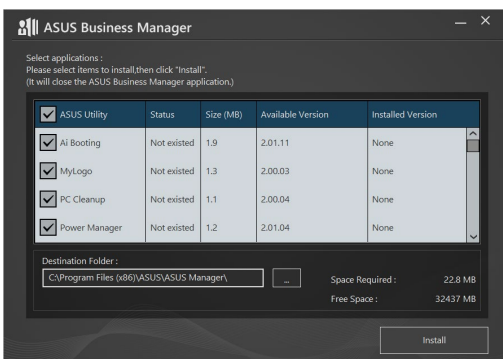 ASUS Business Manager
Select applications :
Please select items to install,then click "Install".
(It will close the ASUS Business Manager application.)
ASUS Utility Status Size (MB) Available Version Installed Version
Ai Booting Not existed 1.9 2.01.11 None
MyLogo Not existed 1.3 2.00.03 None
PC Cleanup Not existed 1.1 2.00.04 None
Power Manager Not existed 1.2 2.01.04 None
Destination Folder :
C:\Program Files (x86)\ASUS\ASUS Manager\ ...
Space Required : 22.8 MB
Free Space : 32437 MB
Install